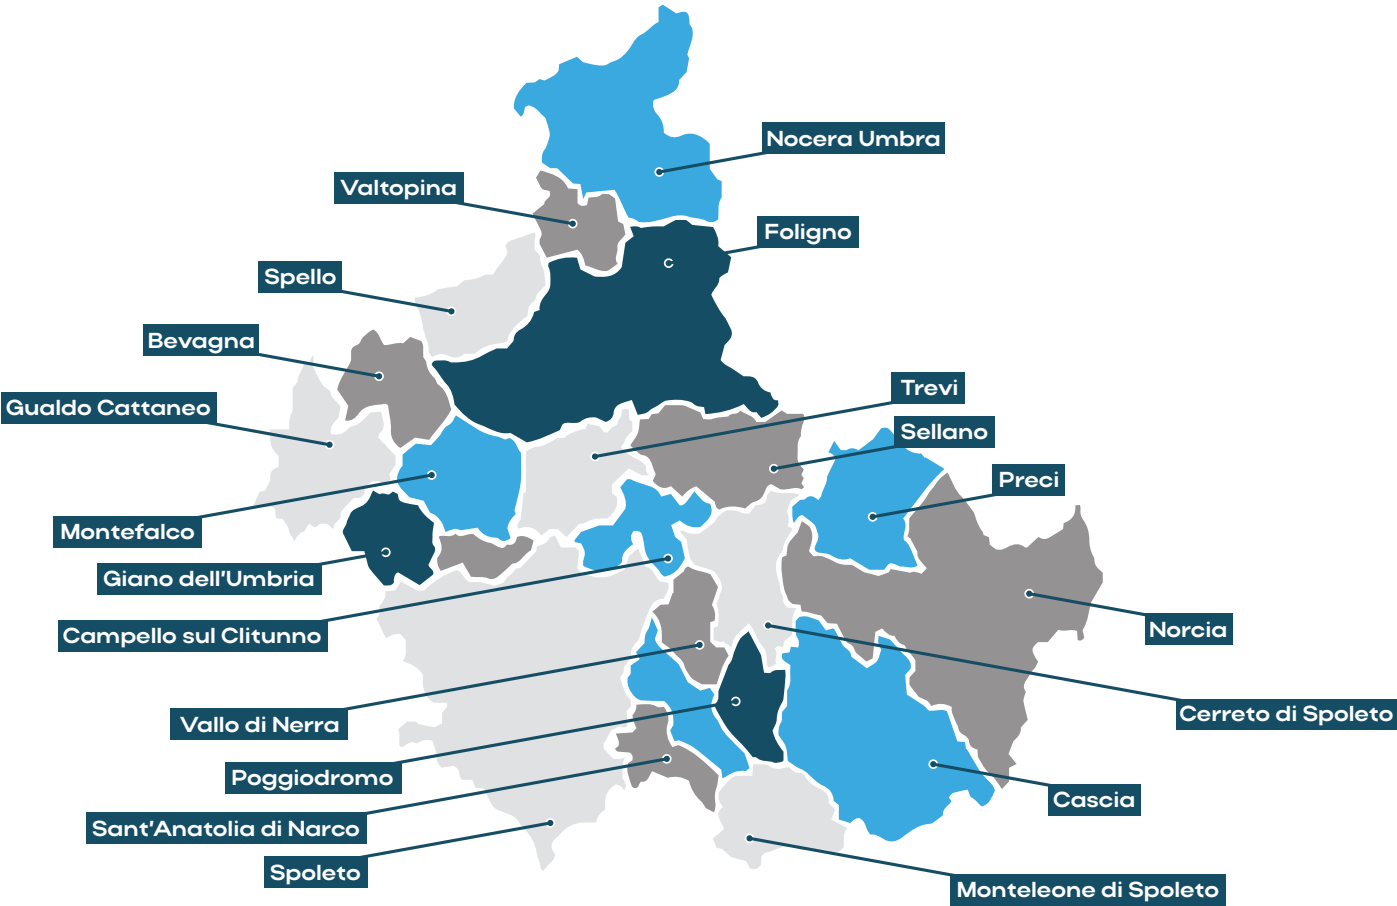 Nocera Umbra
Valtopina
Foligno
Spello
Bevagna
Trevi
Gualdo Cattaneo
Sellano
Preci
Montefalco
Giano dell'Umbria
Norcia
Campello sul Clitunno
Cerreto di Spoleto
Vallo di Nerra
Poggiodromo
Cascia
Sant'Anatolia di Narco
Spoleto
Monteleone di Spoleto